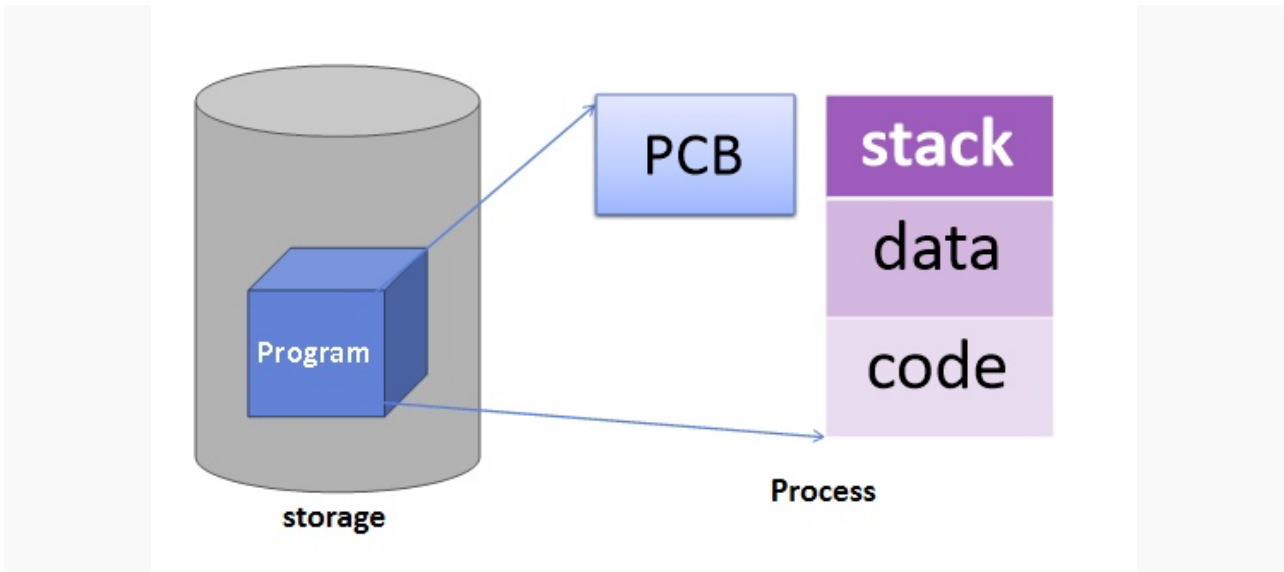 PCB
stack
data
Program
code
Process
storage